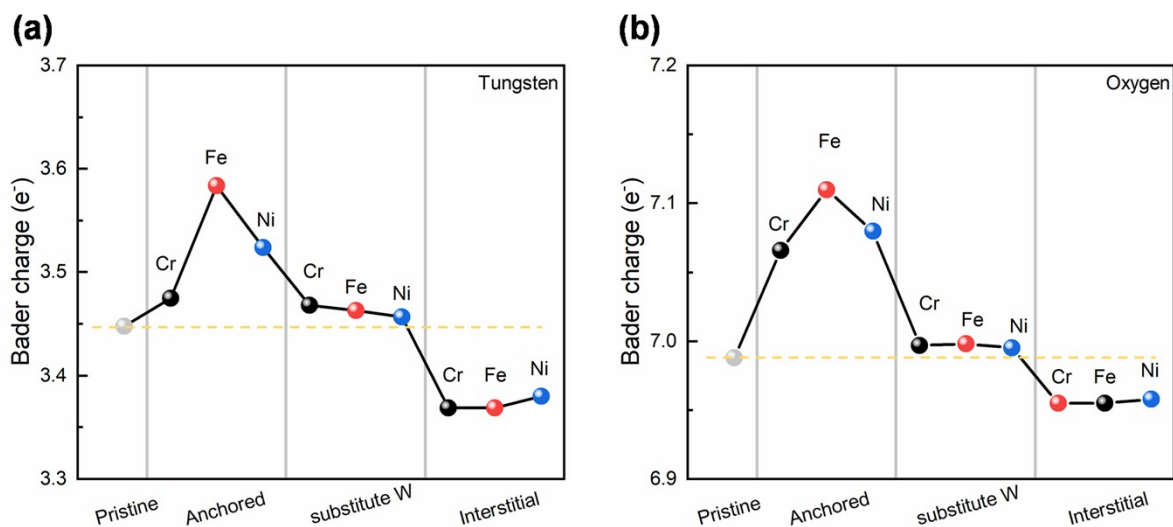 (a)
Tungsten
Bader charge (e⁻)
3.7
3.6
3.5
3.4
3.3
Cr
Fe
Ni
Cr
Fe
Ni
Cr
Fe
Ni
Pristine
Anchored
substitute W
Interstitial
(b)
Oxygen
Bader charge (e⁻)
7.2
7.1
7.0
6.9
Cr
Fe
Ni
Cr
Fe
Ni
Cr
Fe
Ni
Pristine
Anchored
substitute W
Interstitial